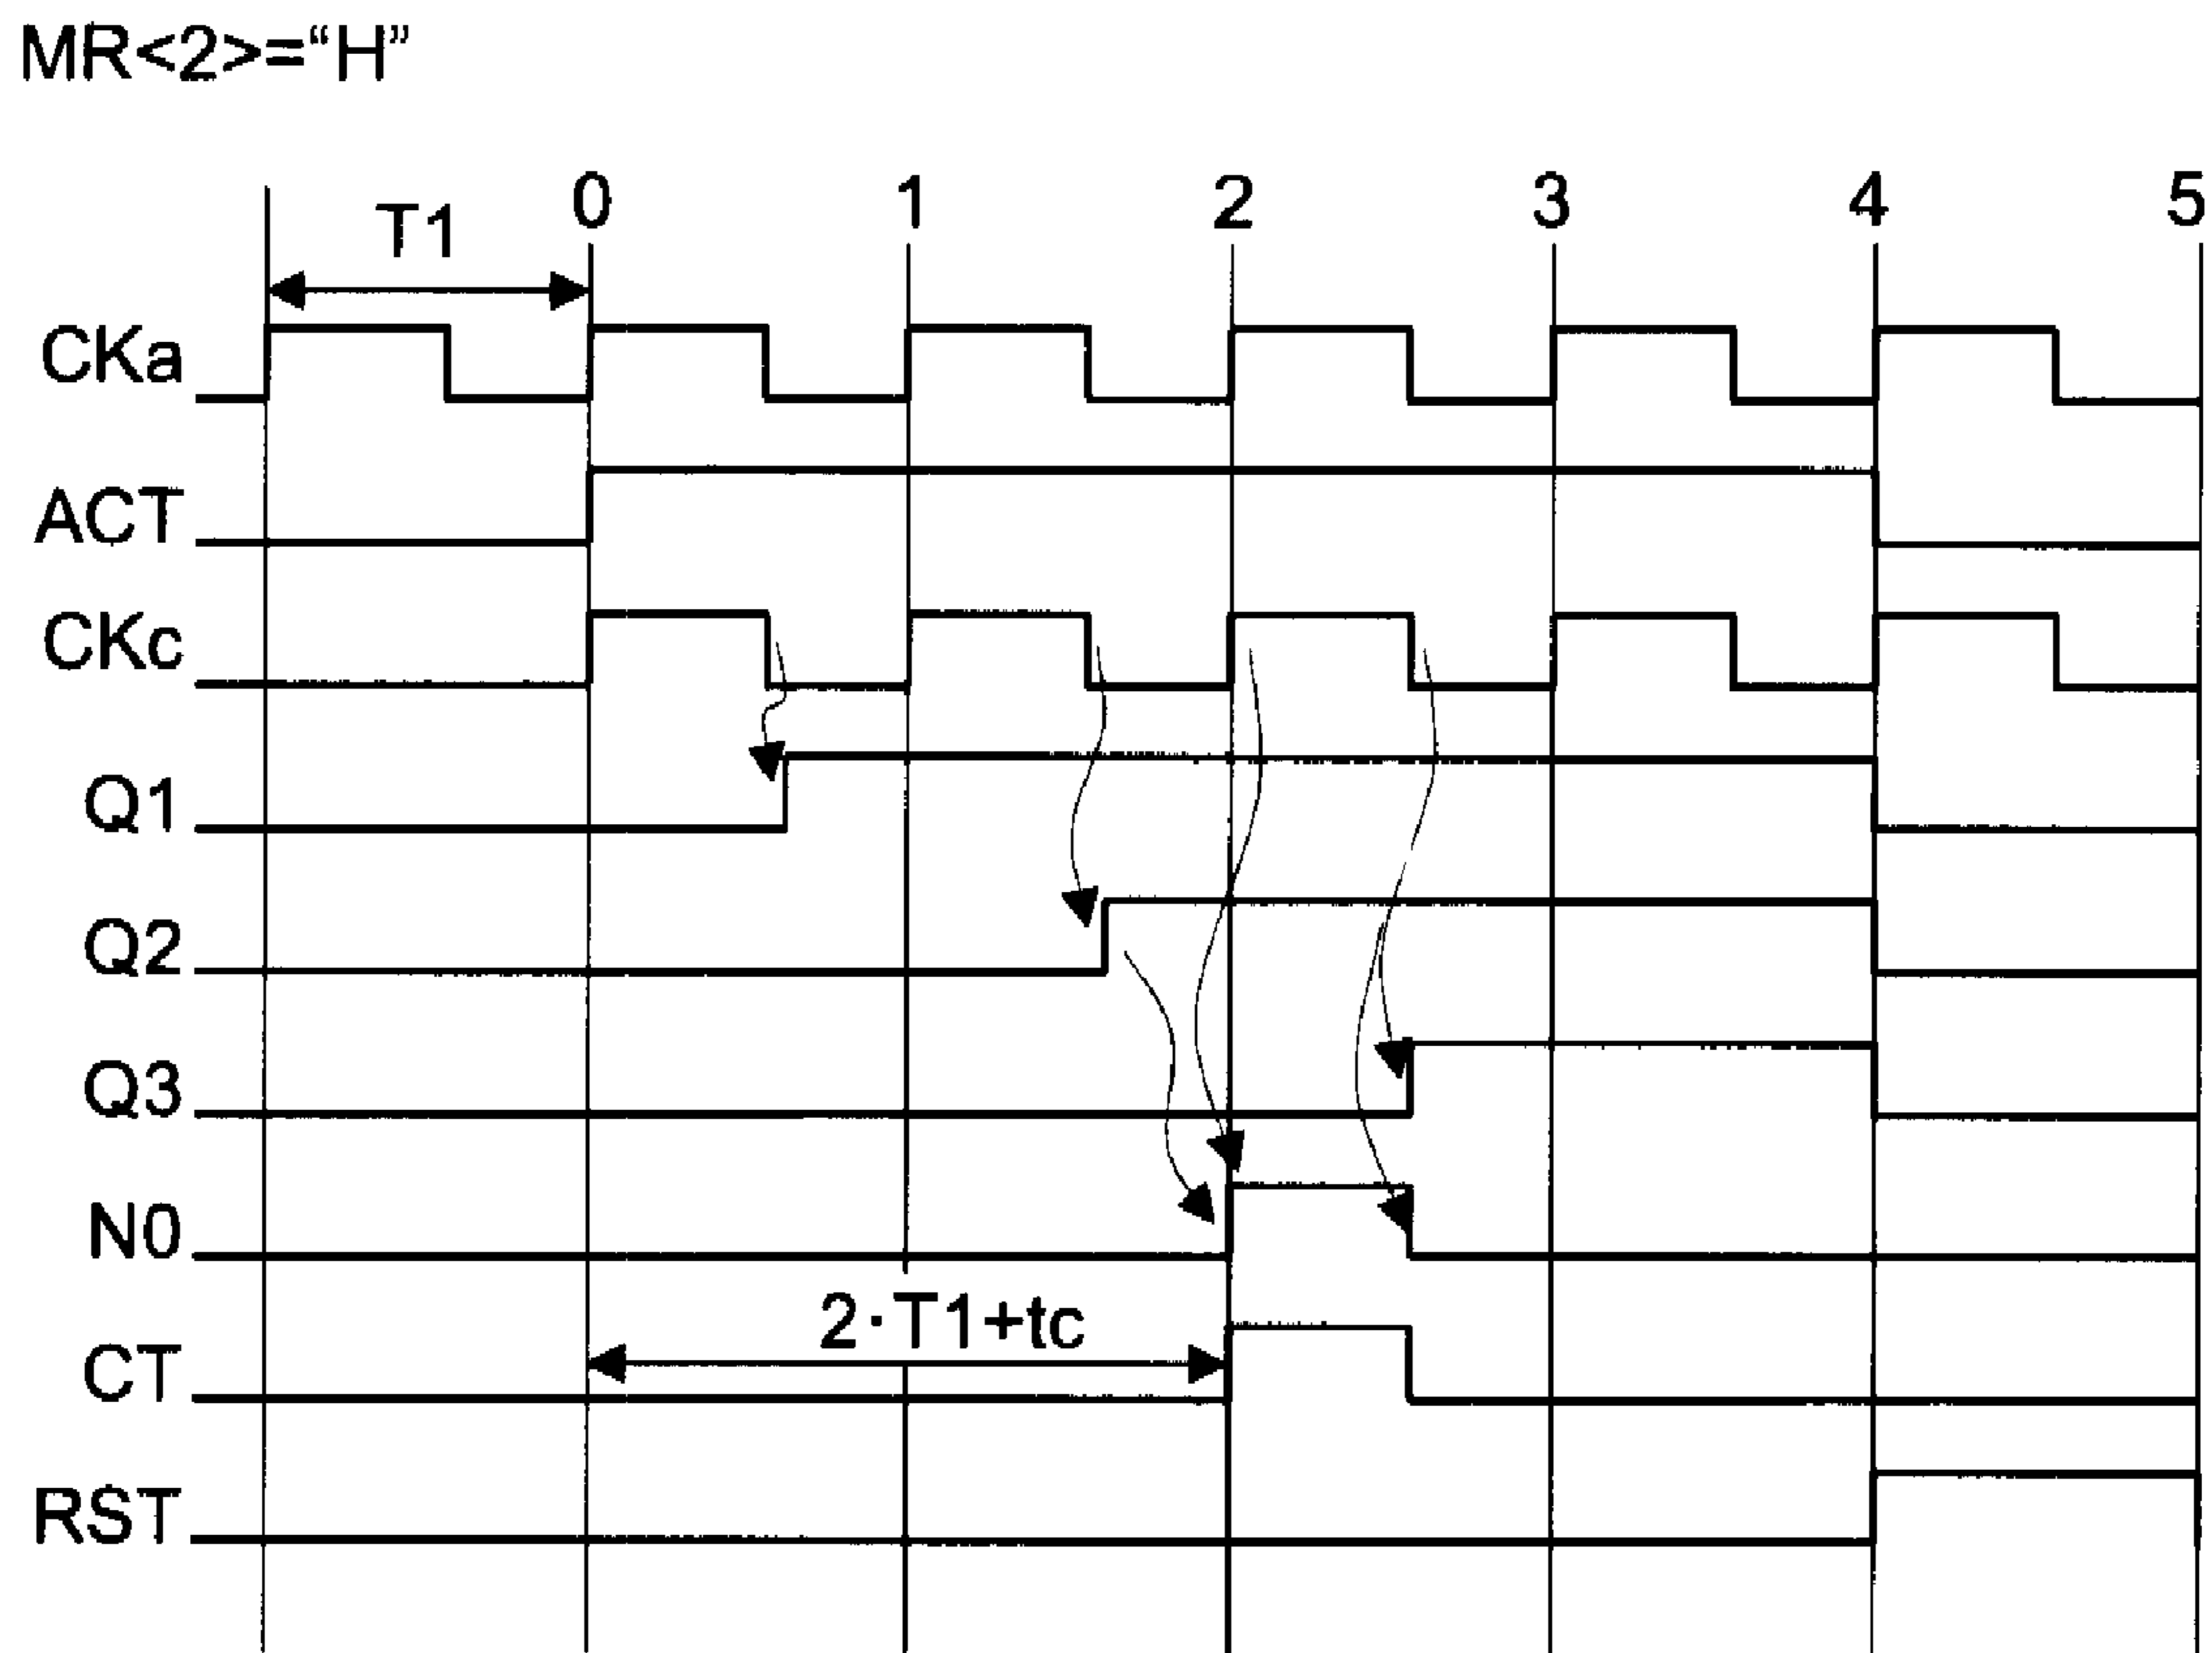 MR<2>=“H”
T1 0 1 2 3 4 5
CKa
ACT
CKc
Q1
Q2
Q3
N0
2·T1+tc
CT
RST